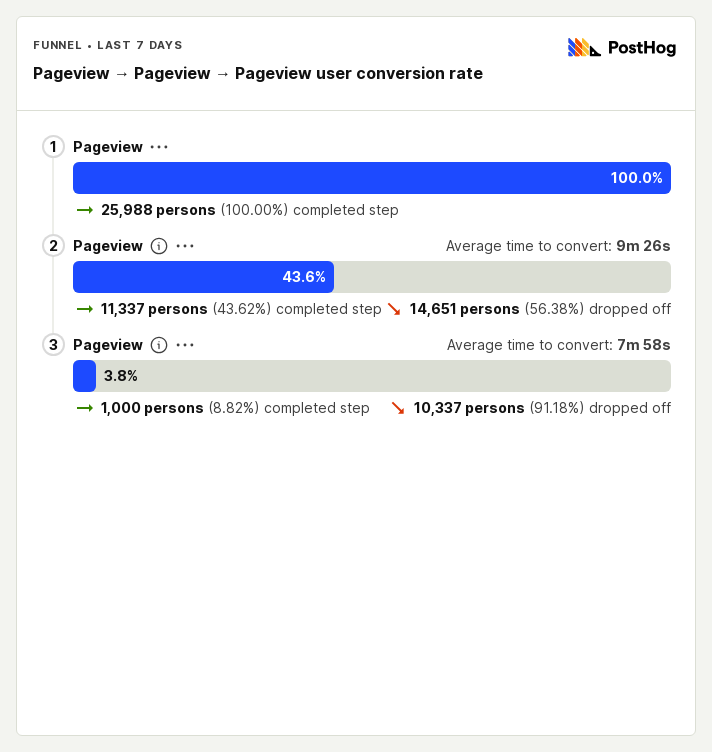 FUNNEL • LAST 7 DAYS
PostHog
Pageview → Pageview → Pageview user conversion rate
1 Pageview ···
100.0%
→ 25,988 persons (100.00%) completed step
2 Pageview ⓘ ··· Average time to convert: 9m 26s
43.6%
→ 11,337 persons (43.62%) completed step ↘ 14,651 persons (56.38%) dropped off
3 Pageview ⓘ ··· Average time to convert: 7m 58s
3.8%
→ 1,000 persons (8.82%) completed step ↘ 10,337 persons (91.18%) dropped off